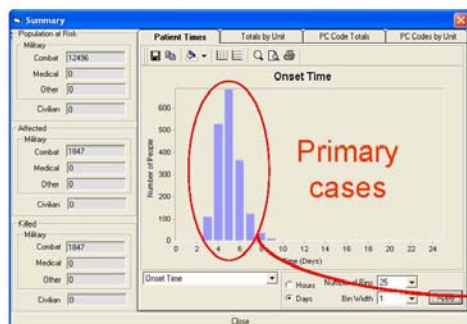 Summary
Population at Risk
Military
Combat 12496
Medical 0
Other 0
Civilian 0
Affected
Military
Combat 1847
Medical 0
Other 0
Civilian 0
Killed
Military
Combat 1847
Medical 0
Other 0
Civilian 0
Patient Times Totals by Unit PC Code Totals PC Codes by Unit
Onset Time
Number of People
600
500
400
300
200
100
0
0 2 4 6 8 10 12 14 16 18 20 22 24
Time (Days)
Primary
cases
Onset Time
Hours Number of Bins 25
Days Bin Width 1
Close